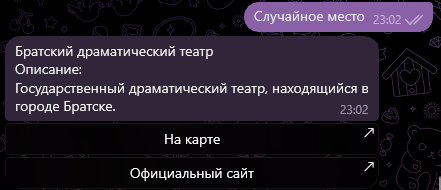 Случайное место 23:02
Братский драматический театр
Описание:
Государственный драматический театр, находящийся в
городе Братске.
23:02
На карте
Официальный сайт